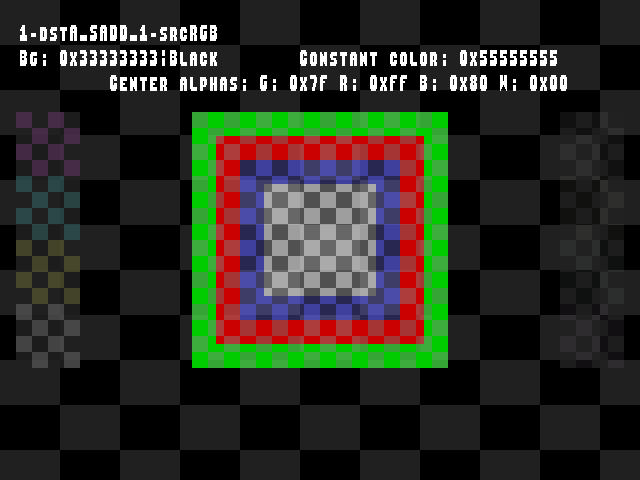 1-dstA_SADD_1-srcRGB
Bg: 0x33333333¦Black Constant color: 0x55555555
Center alphas: G: 0x7f R: 0xff B: 0x80 W: 0x00